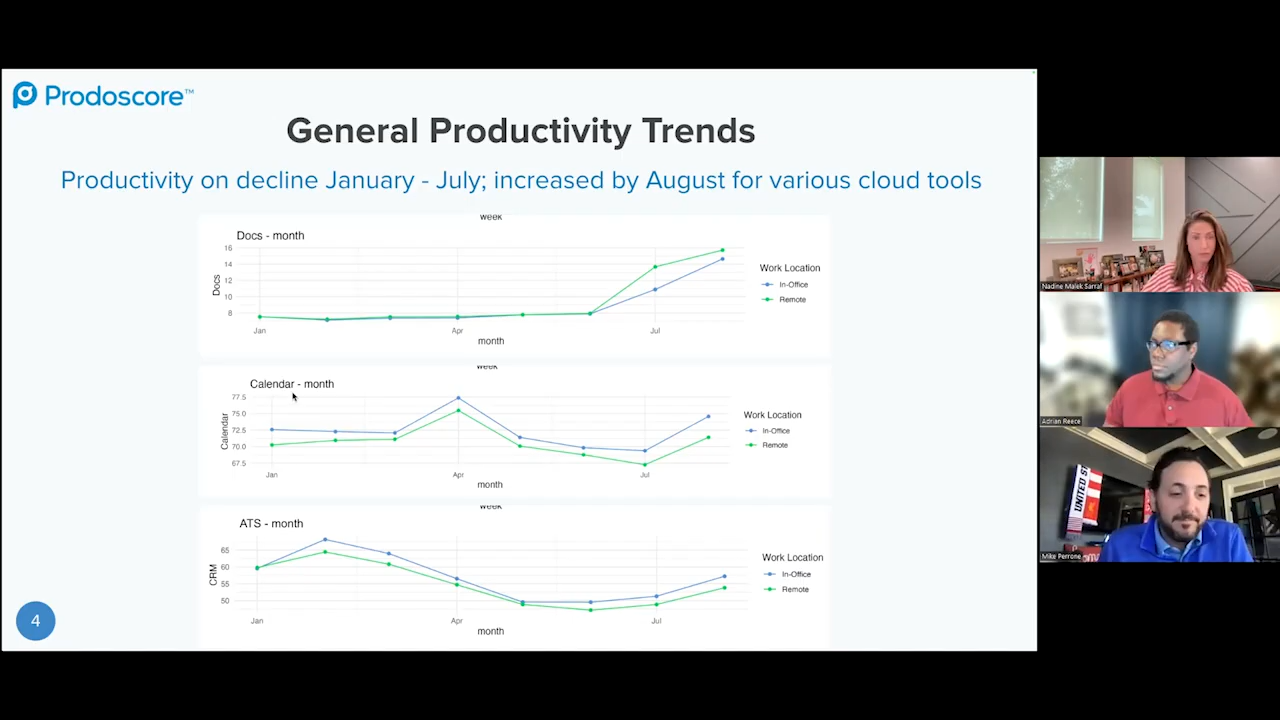 Prodoscore™
General Productivity Trends
Productivity on decline January - July; increased by August for various cloud tools
week
Docs - month
16
14
12
10
8
Docs
Jan
Apr
Jul
month
Work Location
In-Office
Remote
week
Calendar - month
77.5
75.0
72.5
70.0
67.5
Calendar
Jan
Apr
Jul
month
Work Location
In-Office
Remote
week
ATS - month
65
60
55
50
CRM
Jan
Apr
Jul
month
Work Location
In-Office
Remote
4
Nadine Malek Sarraf
Adrian Reece
UNITED ST
Mike Perrone